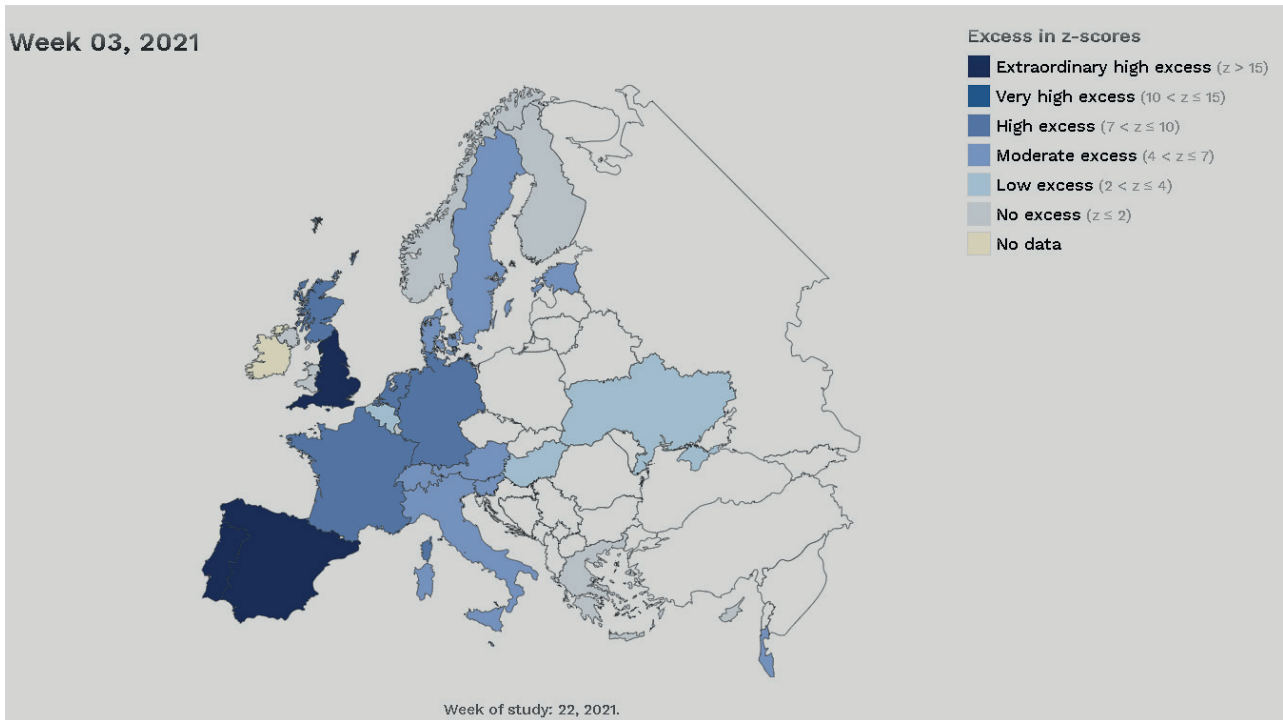 Week 03, 2021
Excess in z-scores
Extraordinary high excess (z > 15)
Very high excess (10 < z ≤ 15)
High excess (7 < z ≤ 10)
Moderate excess (4 < z ≤ 7)
Low excess (2 < z ≤ 4)
No excess (z ≤ 2)
No data
Week of study: 22, 2021.